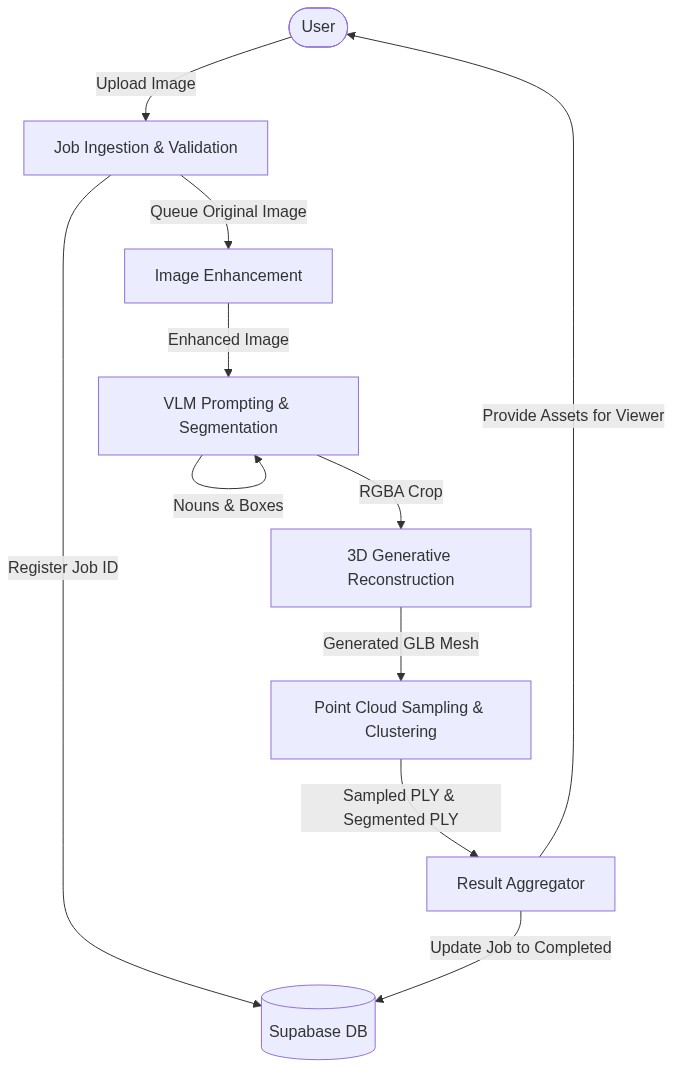 User
Upload Image
Job Ingestion & Validation
Queue Original Image
Image Enhancement
Enhanced Image
VLM Prompting &
Segmentation
Provide Assets for Viewer
RGBA Crop
Nouns & Boxes
3D Generative
Reconstruction
Register Job ID
Generated GLB Mesh
Point Cloud Sampling &
Clustering
Sampled PLY &
Segmented PLY
Result Aggregator
Update Job to Completed
Supabase DB